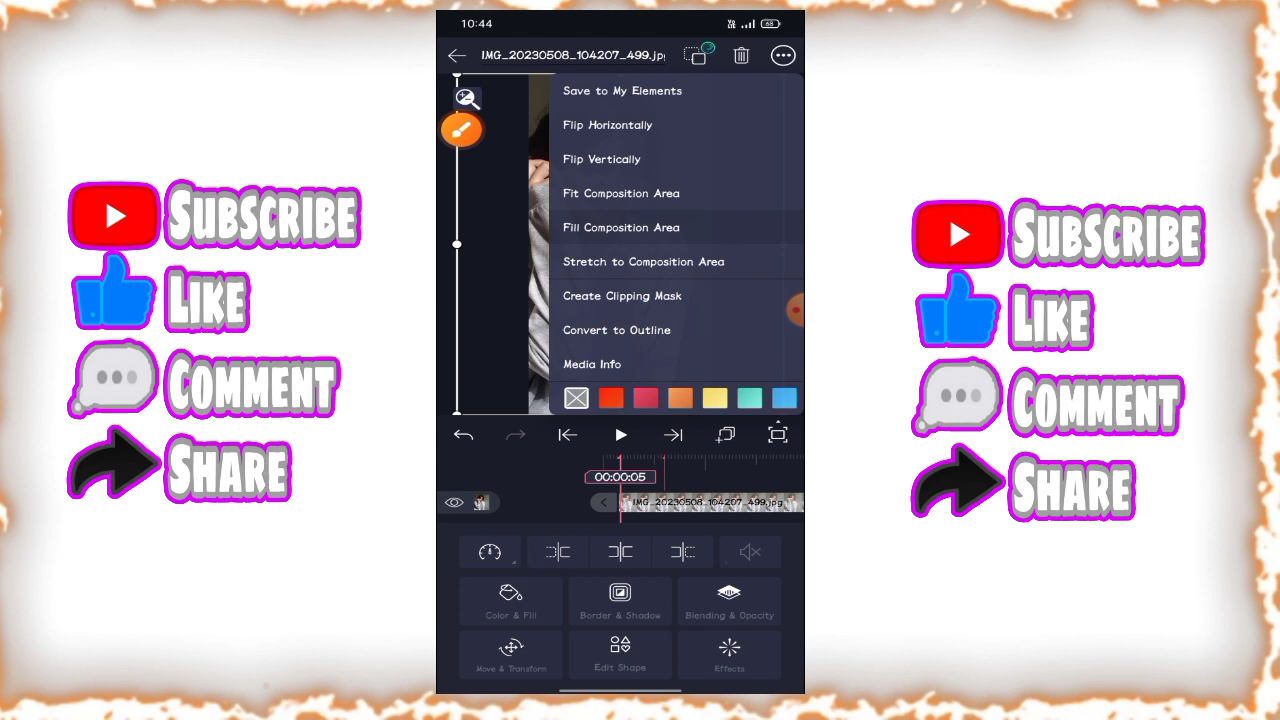 10:44
IMG_20230508_104207_499.jp
Save to My Elements
Flip Horizontally
Flip Vertically
Fit Composition Area
Fill Composition Area
Stretch to Composition Area
Create Clipping Mask
Convert to Outline
Media Info
00:00:05
IMG_20230508_104207_499.jpg
Color & Fill
Border & Shadow
Blending & Opacity
Move & Transform
Edit Shape
Effects
SUBSCRIBE
LIKE
COMMENT
SHARE
SUBSCRIBE
LIKE
COMMENT
SHARE